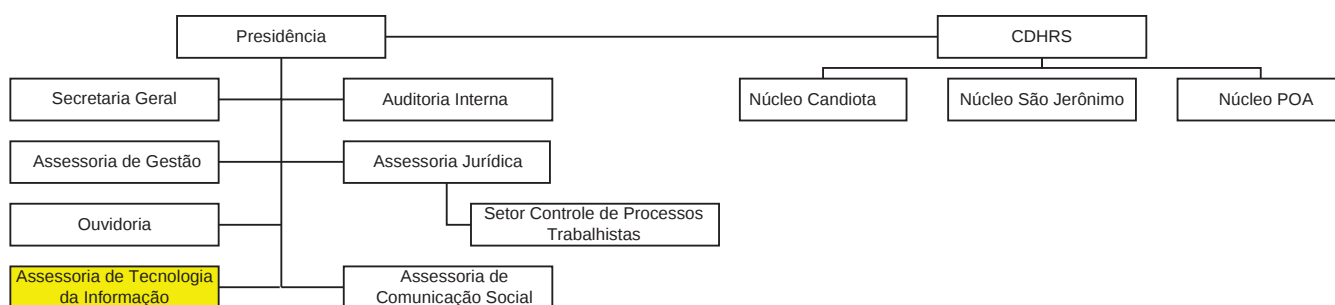 Presidência
CDHRS
Secretaria Geral
Auditoria Interna
Núcleo Candiota
Núcleo São Jerônimo
Núcleo POA
Assessoria de Gestão
Assessoria Jurídica
Ouvidoria
Setor Controle de Processos
Trabalhistas
Assessoria de Tecnologia
da Informação
Assessoria de
Comunicação Social